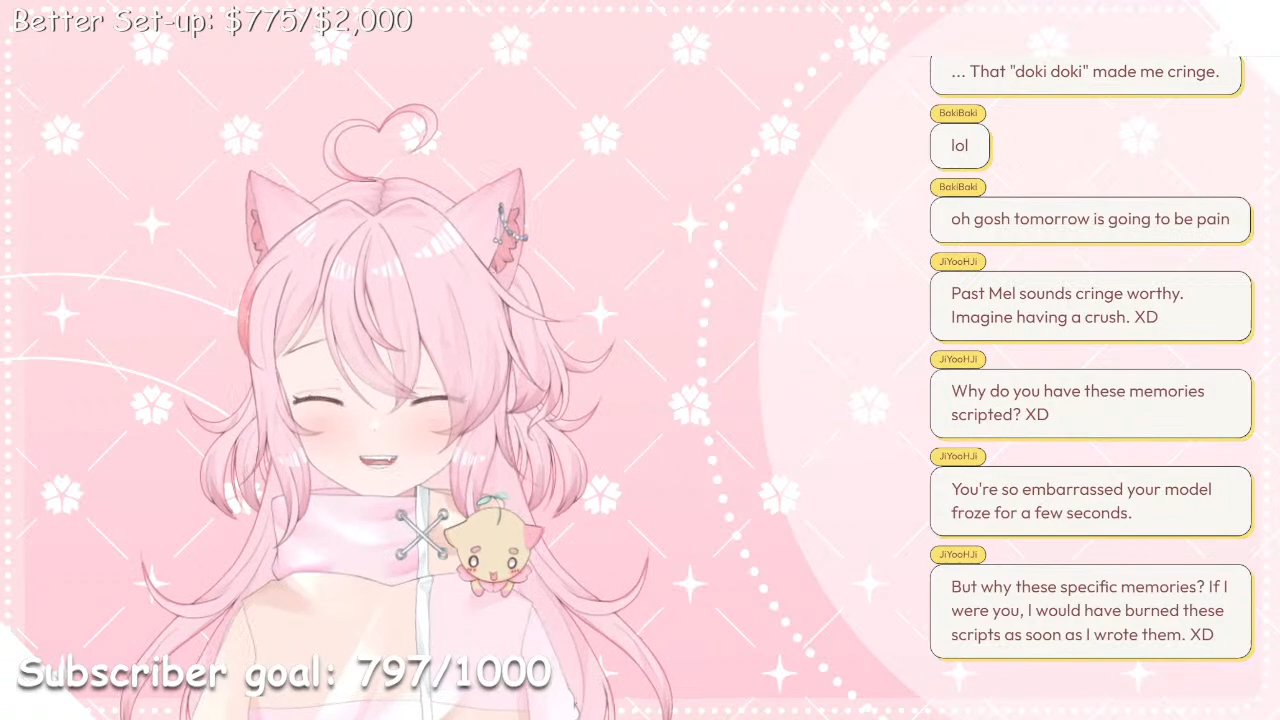 Better Set-up: $775/$2,000
... That "doki doki" made me cringe.
BakiBaki
lol
BakiBaki
oh gosh tomorrow is going to be pain
JiYooHJi
Past Mel sounds cringe worthy.
Imagine having a crush. XD
JiYooHJi
Why do you have these memories
scripted? XD
JiYooHJi
You're so embarrassed your model
froze for a few seconds.
JiYooHJi
But why these specific memories? If I
were you, I would have burned these
scripts as soon as I wrote them. XD
Subscriber goal: 797/1000